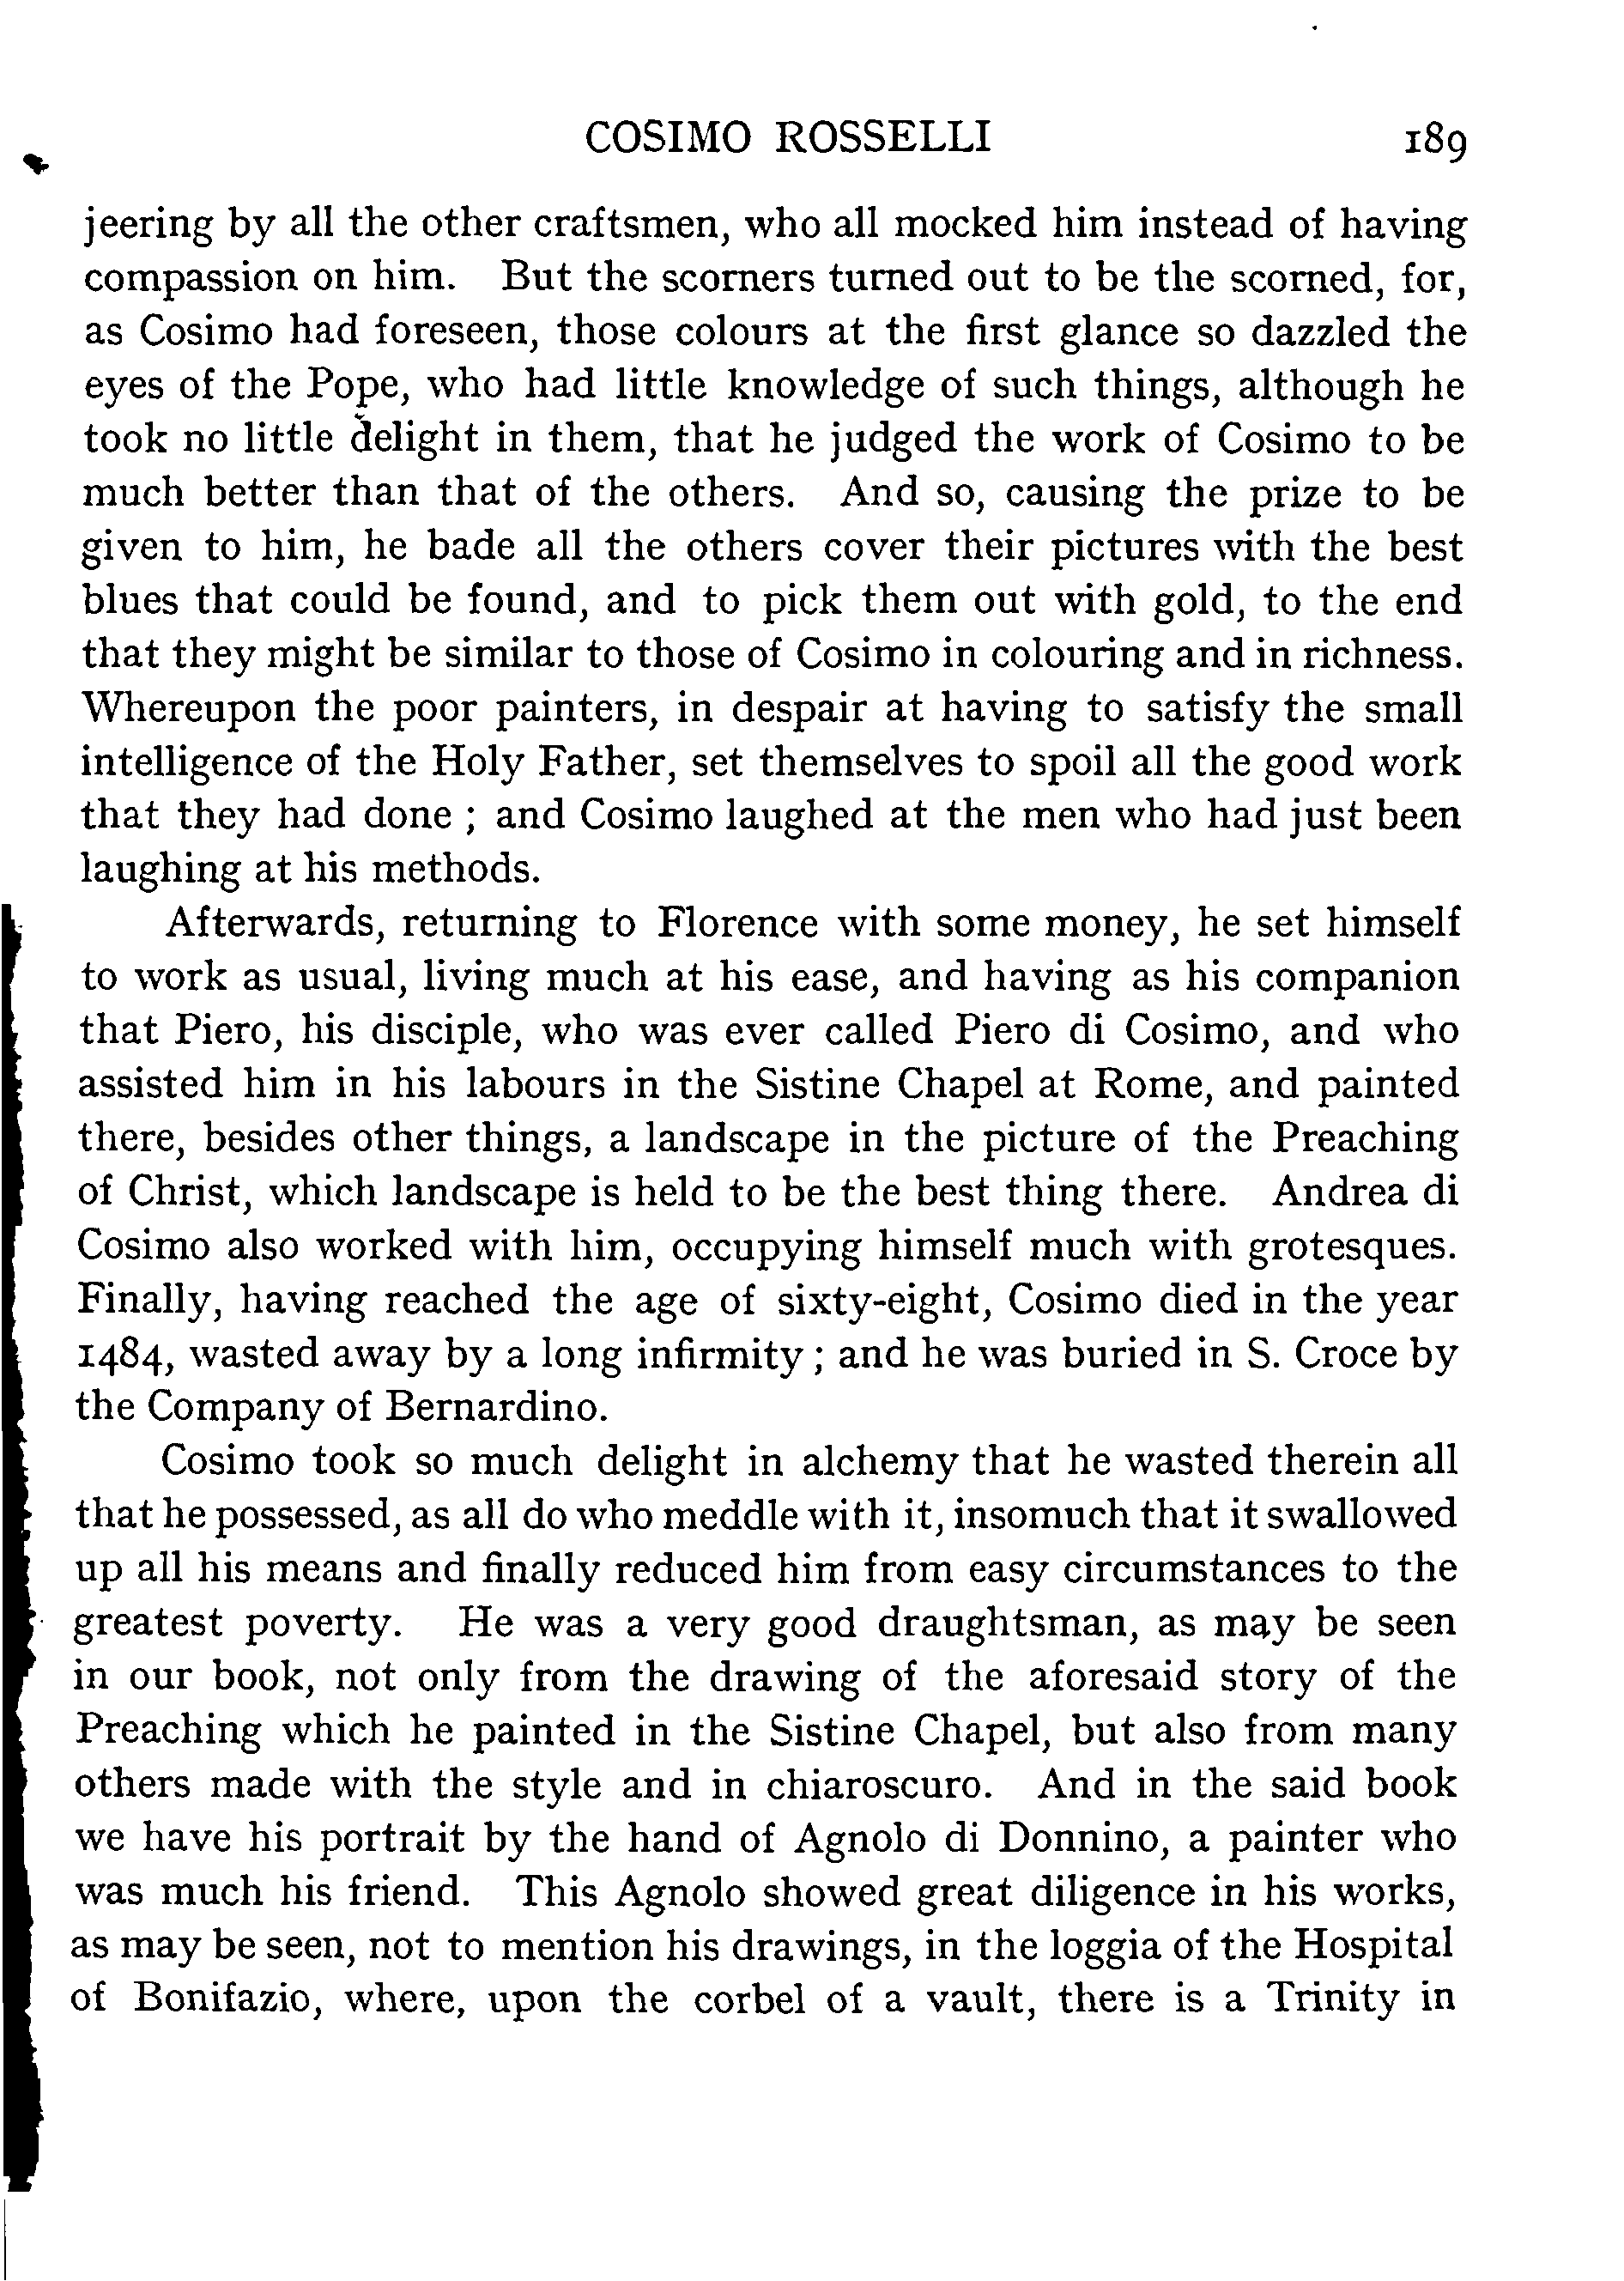 COSIMO ROSSELLI 189
jeering by all the other craftsmen, who all mocked him instead of having
compassion on him. But the scorners turned out to be the scorned, for,
as Cosimo had foreseen, those colours at the first glance so dazzled the
eyes of the Pope, who had little knowledge of such things, although he
took no little delight in them, that he judged the work of Cosimo to be
much better than that of the others. And so, causing the prize to be
given to him, he bade all the others cover their pictures with the best
blues that could be found, and to pick them out with gold, to the end
that they might be similar to those of Cosimo in colouring and in richness.
Whereupon the poor painters, in despair at having to satisfy the small
intelligence of the Holy Father, set themselves to spoil all the good work
that they had done ; and Cosimo laughed at the men who had just been
laughing at his methods.
Afterwards, returning to Florence with some money, he set himself
to work as usual, living much at his ease, and having as his companion
that Piero, his disciple, who was ever called Piero di Cosimo, and who
assisted him in his labours in the Sistine Chapel at Rome, and painted
there, besides other things, a landscape in the picture of the Preaching
of Christ, which landscape is held to be the best thing there. Andrea di
Cosimo also worked with him, occupying himself much with grotesques.
Finally, having reached the age of sixty-eight, Cosimo died in the year
1484, wasted away by a long infirmity ; and he was buried in S. Croce by
the Company of Bernardino.
Cosimo took so much delight in alchemy that he wasted therein all
that he possessed, as all do who meddle with it, insomuch that it swallowed
up all his means and finally reduced him from easy circumstances to the
greatest poverty. He was a very good draughtsman, as may be seen
in our book, not only from the drawing of the aforesaid story of the
Preaching which he painted in the Sistine Chapel, but also from many
others made with the style and in chiaroscuro. And in the said book
we have his portrait by the hand of Agnolo di Donnino, a painter who
was much his friend. This Agnolo showed great diligence in his works,
as may be seen, not to mention his drawings, in the loggia of the Hospital
of Bonifazio, where, upon the corbel of a vault, there is a Trinity in